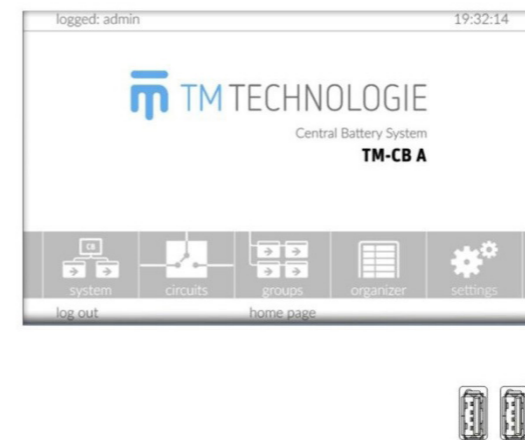 logged: admin 19:32:14
TM TECHNOLOGIE
Central Battery System
TM-CB A
CB
system circuits groups organizer settings
log out home page